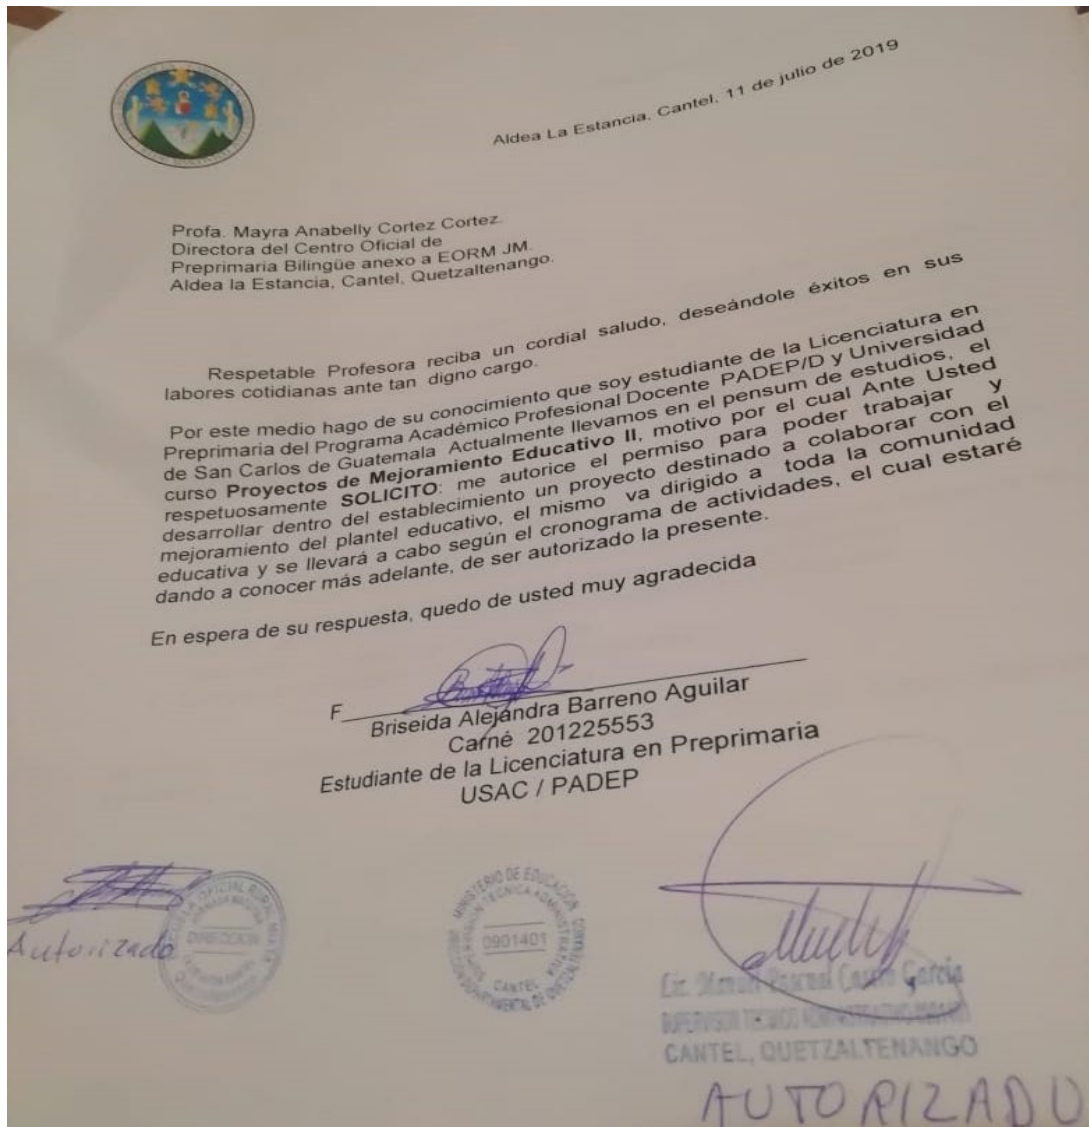 Aldea La Estancia, Cantel, 11 de julio de 2019
Profa. Mayra Anabelly Cortez Cortez.
Directora del Centro Oficial de
Preprimaria Bilingüe anexo a EORM JM.
Aldea la Estancia, Cantel, Quetzaltenango.
Respetable Profesora reciba un cordial saludo, deseándole éxitos en sus
labores cotidianas ante tan digno cargo.
Por este medio hago de su conocimiento que soy estudiante de la Licenciatura en
Preprimaria del Programa Académico Profesional Docente PADEP/D y Universidad
de San Carlos de Guatemala Actualmente llevamos en el pensum de estudios, el
curso Proyectos de Mejoramiento Educativo II, motivo por el cual Ante Usted
respetuosamente SOLICITO: me autorice el permiso para poder trabajar y
desarrollar dentro del establecimiento un proyecto destinado a colaborar con el
mejoramiento del plantel educativo, el mismo va dirigido a toda la comunidad
educativa y se llevará a cabo según el cronograma de actividades, el cual estaré
dando a conocer más adelante, de ser autorizado la presente.
En espera de su respuesta, quedo de usted muy agradecida
F
Briseida Alejandra Barreno Aguilar
Carné 201225553
Estudiante de la Licenciatura en Preprimaria
USAC / PADEP
Autorizado
DIRECCION
MINISTERIO DE EDUCACION
0901401
CANTEL
Lic. García
CANTEL, QUETZALTENANGO
AUTORIZADO